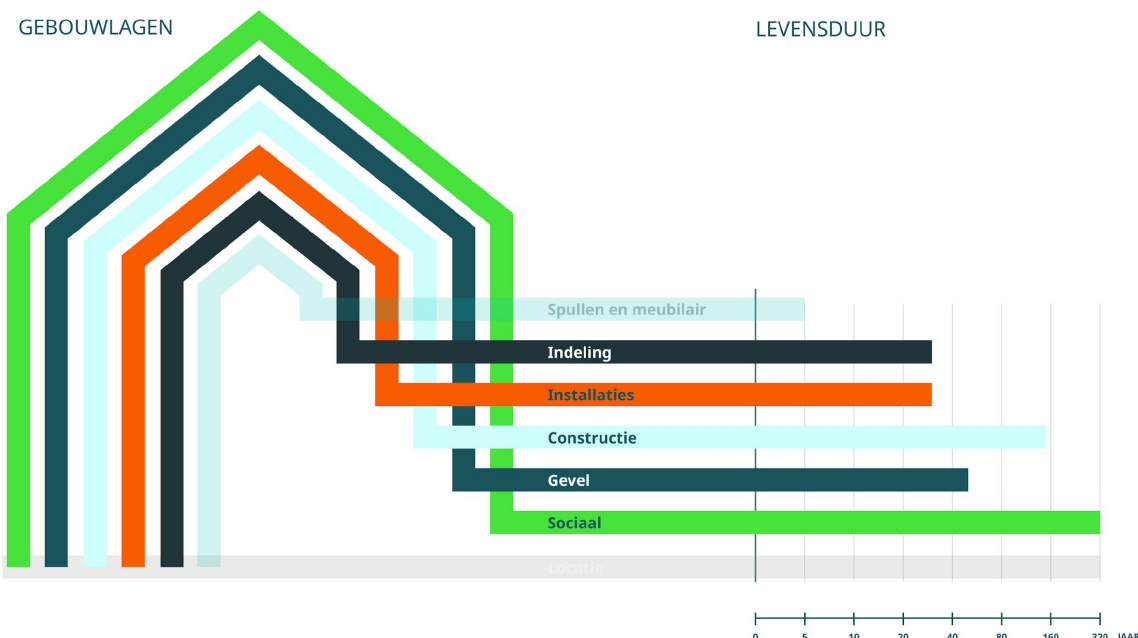 GEBOUWLAGEN
LEVENSDUUR
Spullen en meubilair
Indeling
Installaties
Constructie
Gevel
Sociaal
Locatie
0 5 10 20 40 80 160 320 JAAR